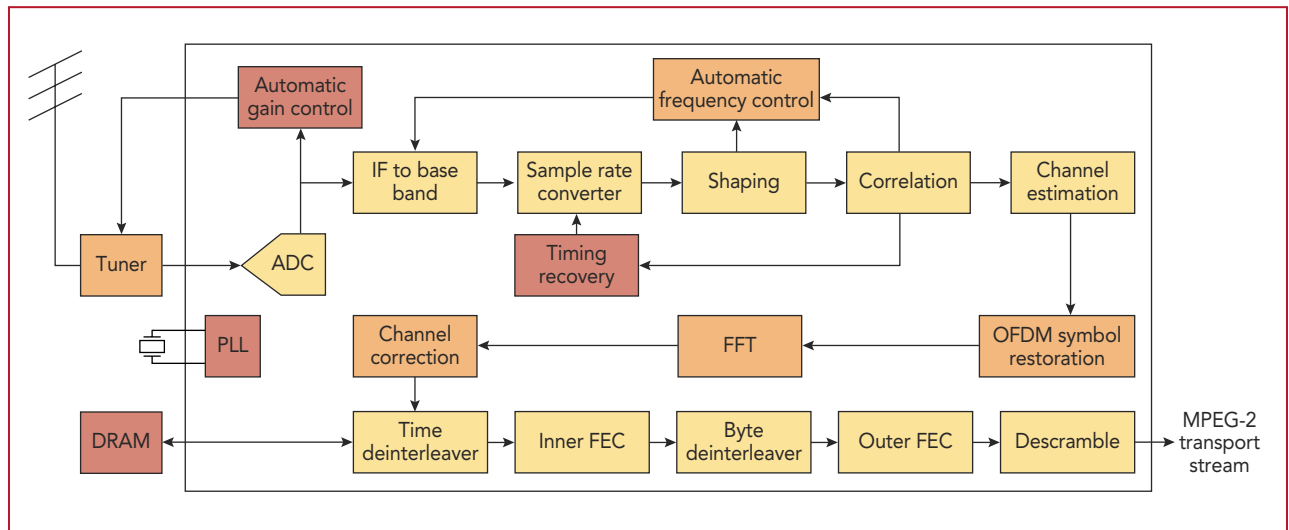 Automatic
gain control
Automatic
frequency control
IF to base
band
Sample rate
converter
Shaping
Correlation
Channel
estimation
Tuner
ADC
Timing
recovery
PLL
Channel
correction
FFT
OFDM symbol
restoration
DRAM
Time
deinterleaver
Inner FEC
Byte
deinterleaver
Outer FEC
Descramble
MPEG-2
transport
stream